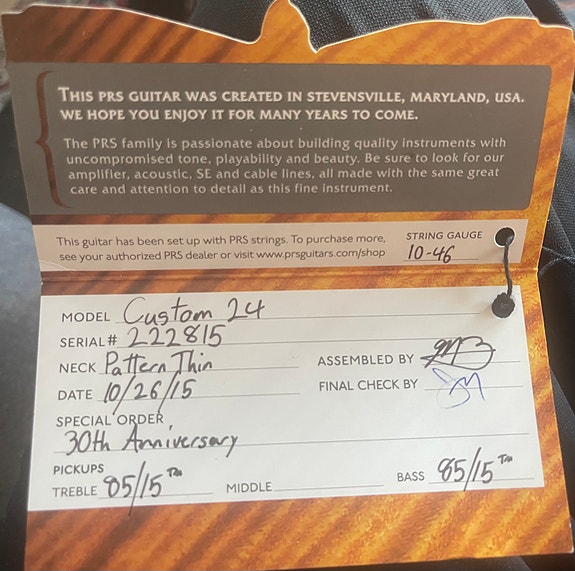 THIS PRS GUITAR WAS CREATED IN STEVENSVILLE, MARYLAND, USA.
WE HOPE YOU ENJOY IT FOR MANY YEARS TO COME.
The PRS family is passionate about building quality instruments with
uncompromised tone, playability and beauty. Be sure to look for our
amplifier, acoustic, SE and cable lines, all made with the same great
care and attention to detail as this fine instrument.
This guitar has been set up with PRS strings. To purchase more,
see your authorized PRS dealer or visit www.prsguitars.com/shop
STRING GAUGE
10-46
MODEL Custom 24
SERIAL# 222815
NECK Pattern Thin
ASSEMBLED BY
DATE 10/26/15
FINAL CHECK BY
SPECIAL ORDER
30th Anniversary
PICKUPS
TREBLE 85/15™
MIDDLE
BASS 85/15™